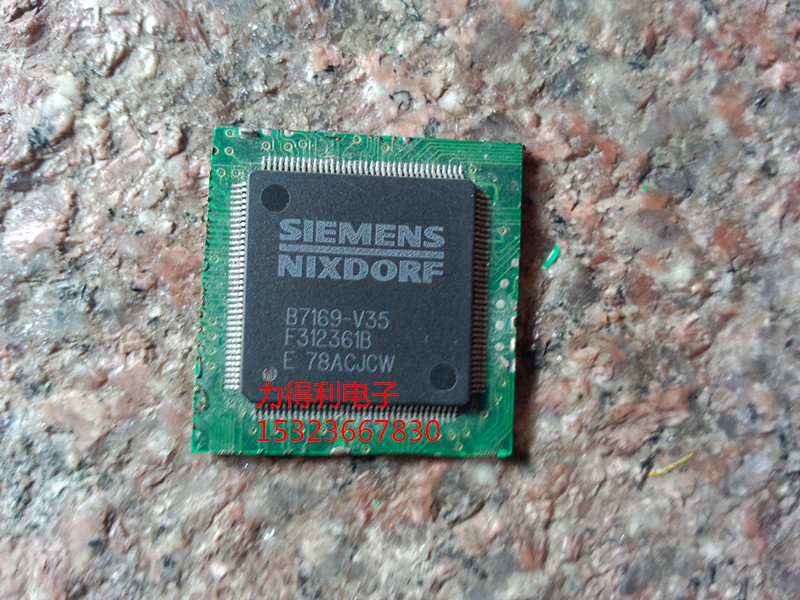 SIEMENS
NIXDORF
B7169-V35
F312361B
E 78ACJCW
力得利电子
15323667830